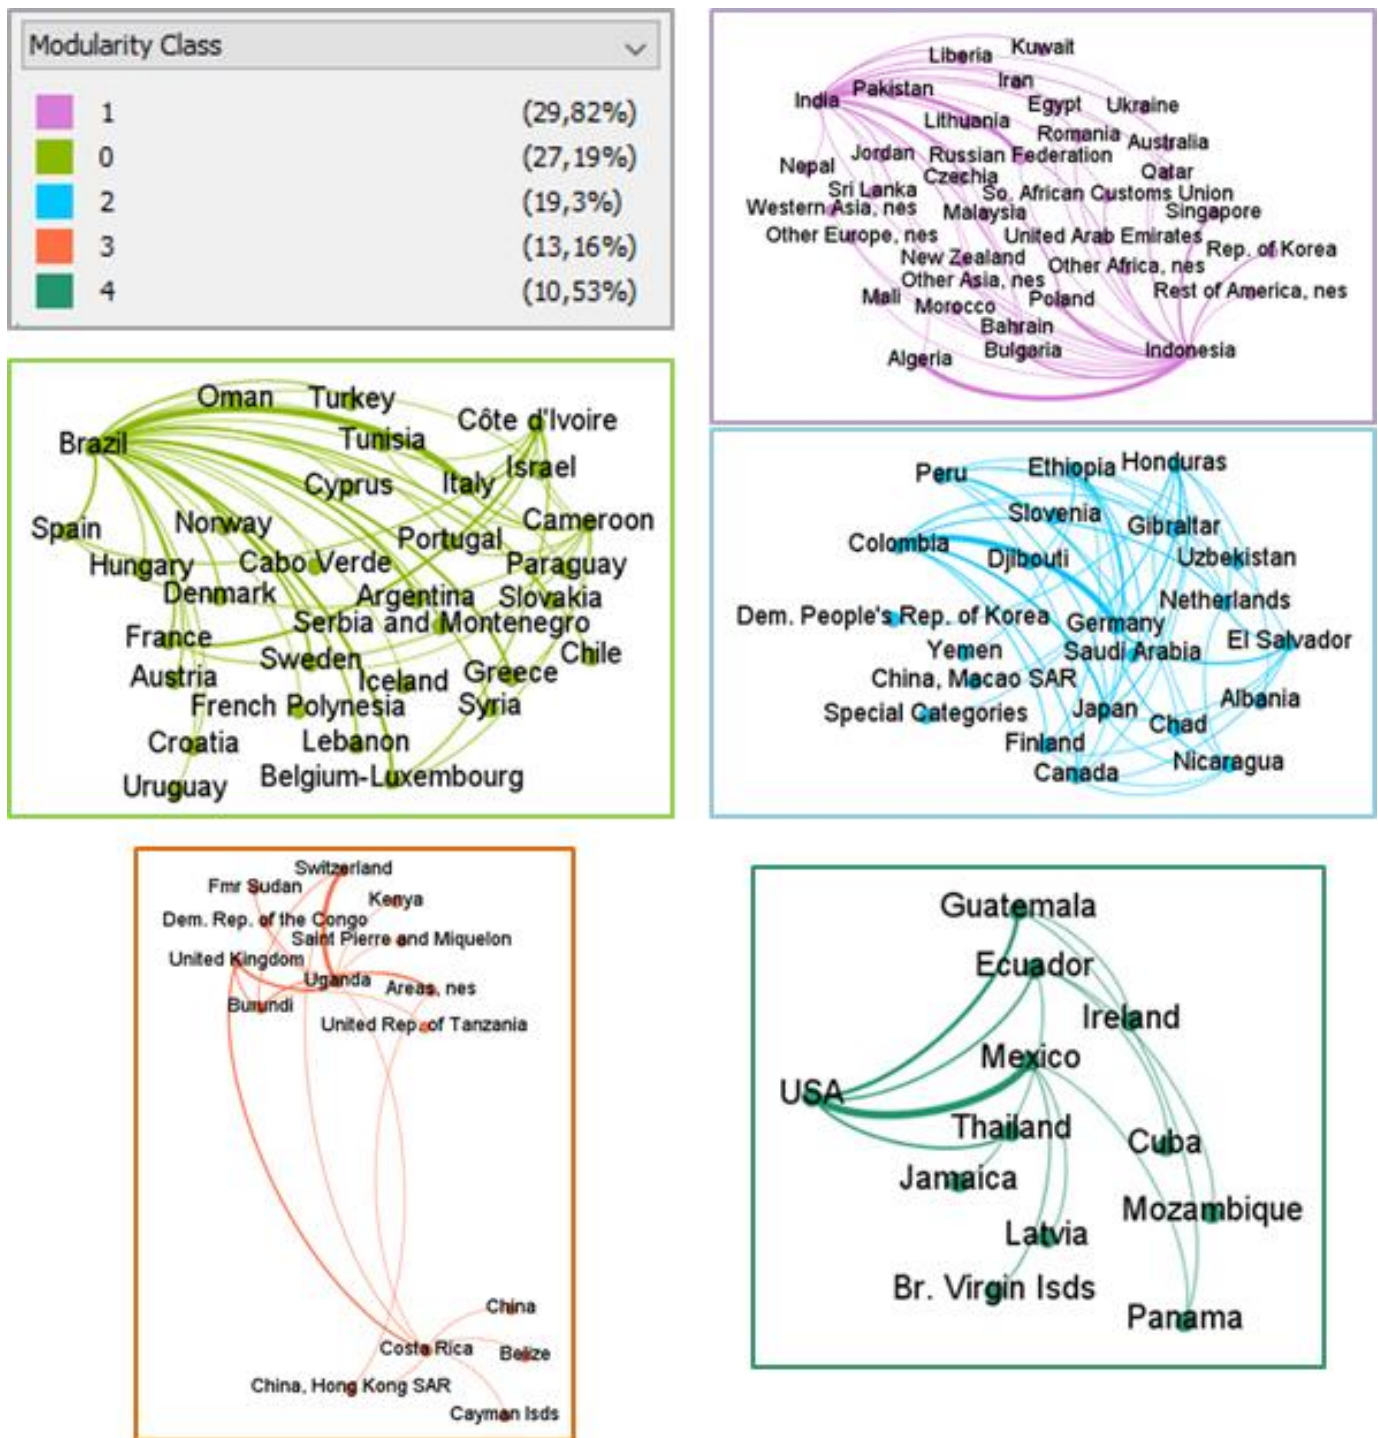 Modularity Class
1 (29,82%)
0 (27,19%)
2 (19,3%)
3 (13,16%)
4 (10,53%)
Kuwait
Liberia
Iran
Pakistan
India
Egypt
Ukraine
Lithuania
Romania
Australia
Jordan
Russian Federation
Nepal
Czechia
Qatar
Sri Lanka
So. African Customs Union
Western Asia, nes
Malaysia
Singapore
Other Europe, nes
United Arab Emirates
Rep. of Korea
New Zealand
Other Africa, nes
Other Asia, nes
Rest of America, nes
Mali
Morocco
Poland
Bahrain
Algeria
Bulgaria
Indonesia
Oman
Turkey
Côte d'Ivoire
Brazil
Tunisia
Israel
Cyprus
Italy
Spain
Norway
Cameroon
Portugal
Hungary
Cabo Verde
Paraguay
Denmark
Argentina
Slovakia
Serbia and Montenegro
France
Sweden
Chile
Austria
Iceland
Greece
French Polynesia
Syria
Croatia
Lebanon
Uruguay
Belgium-Luxembourg
Peru
Ethiopia
Honduras
Slovenia
Gibraltar
Colombia
Djibouti
Uzbekistan
Netherlands
Dem. People's Rep. of Korea
Germany
El Salvador
Yemen
Saudi Arabia
China, Macao SAR
Albania
Special Categories
Japan
Chad
Finland
Nicaragua
Canada
Switzerland
Fmr Sudan
Kenya
Dem. Rep. of the Congo
Saint Pierre and Miquelon
United Kingdom
Uganda
Areas, nes
Burundi
United Rep. of Tanzania
China
Costa Rica
Belize
China, Hong Kong SAR
Cayman Isds
Guatemala
Ecuador
Ireland
Mexico
USA
Thailand
Cuba
Jamaica
Mozambique
Latvia
Br. Virgin Isds
Panama